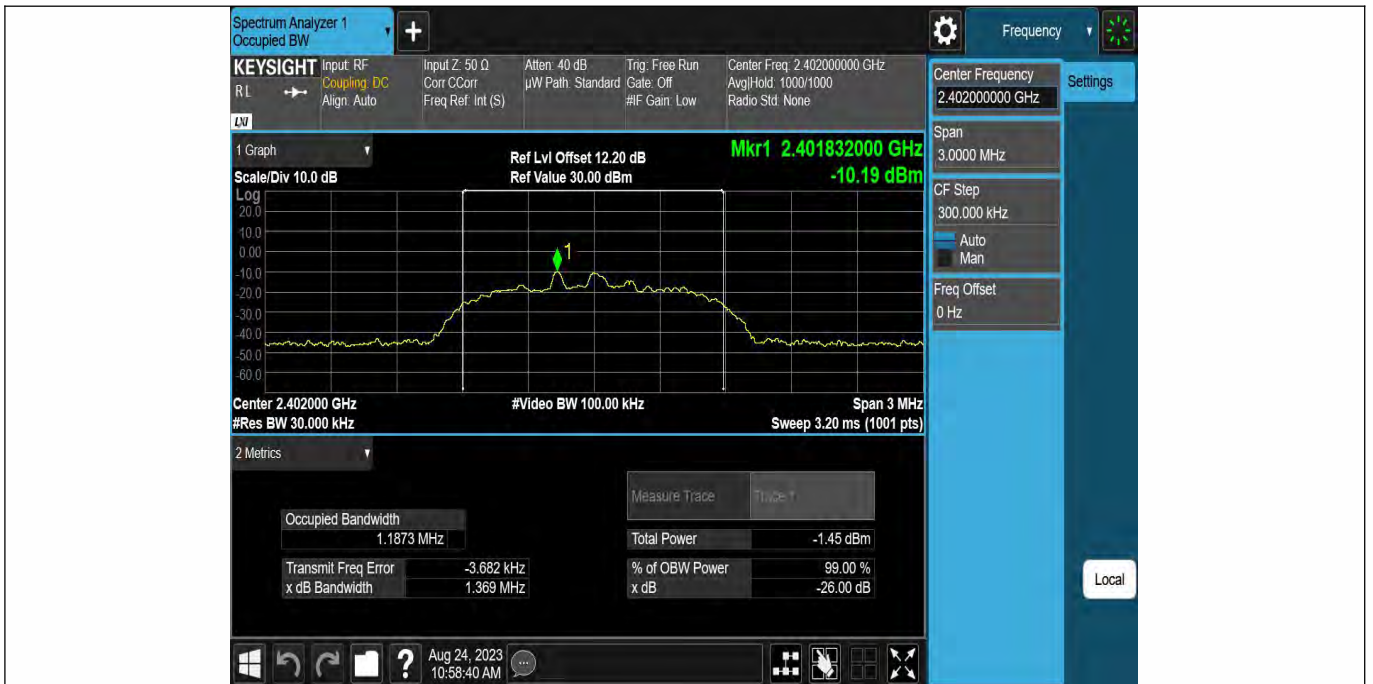 Spectrum Analyzer 1
Occupied BW
+
Frequency
KEYSIGHT
RL
LXI
Input: RF
Coupling: DC
Align: Auto
Input Z: 50 Ω
Corr CCorr
Freq Ref: Int (S)
Atten: 40 dB
µW Path: Standard
Trig: Free Run
Gate: Off
#IF Gain: Low
Center Freq: 2.402000000 GHz
Avg|Hold: 1000/1000
Radio Std: None
1 Graph
Scale/Div 10.0 dB
Ref Lvl Offset 12.20 dB
Ref Value 30.00 dBm
Mkr1 2.401832000 GHz
-10.19 dBm
Log
20.0
10.0
0.00
-10.0
-20.0
-30.0
-40.0
-50.0
-60.0
1
Center 2.402000 GHz
#Res BW 30.000 kHz
#Video BW 100.00 kHz
Span 3 MHz
Sweep 3.20 ms (1001 pts)
2 Metrics
Measure Trace
Trace 1
Occupied Bandwidth
1.1873 MHz
Total Power -1.45 dBm
Transmit Freq Error -3.682 kHz
% of OBW Power 99.00 %
x dB Bandwidth 1.369 MHz
x dB -26.00 dB
Center Frequency
2.402000000 GHz
Settings
Span
3.0000 MHz
CF Step
300.000 kHz
Auto
Man
Freq Offset
0 Hz
Local
?
Aug 24, 2023
10:58:40 AM